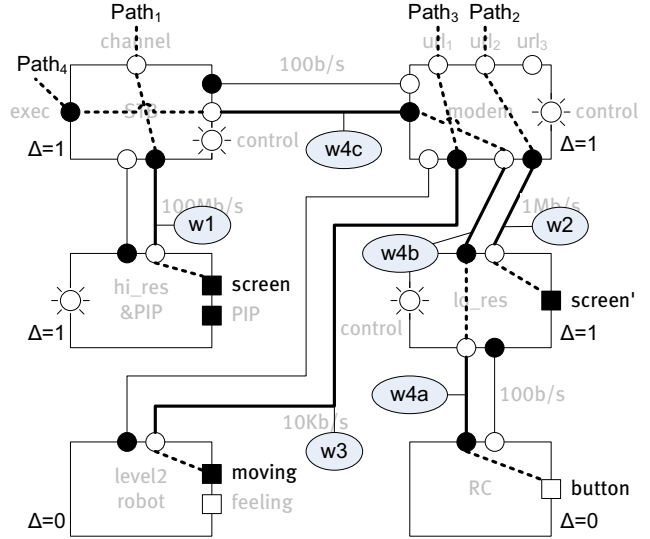 Path₁ Path₃ Path₂
channel url₁ url₂ url₃
Path₄ 100b/s
exec STB modem control
control
Δ=1 w4c Δ=1
100Mb/s 1Mb/s
w1 w4b w2
hi_res screen lo_res screen'
&PIP PIP
control
Δ=1 Δ=1
w4a 100b/s
10Kb/s
w3
level2 moving RC button
robot feeling
Δ=0 Δ=0